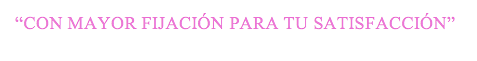 “CON MAYOR FIJACIÓN PARA TU SATISFACCIÓN”